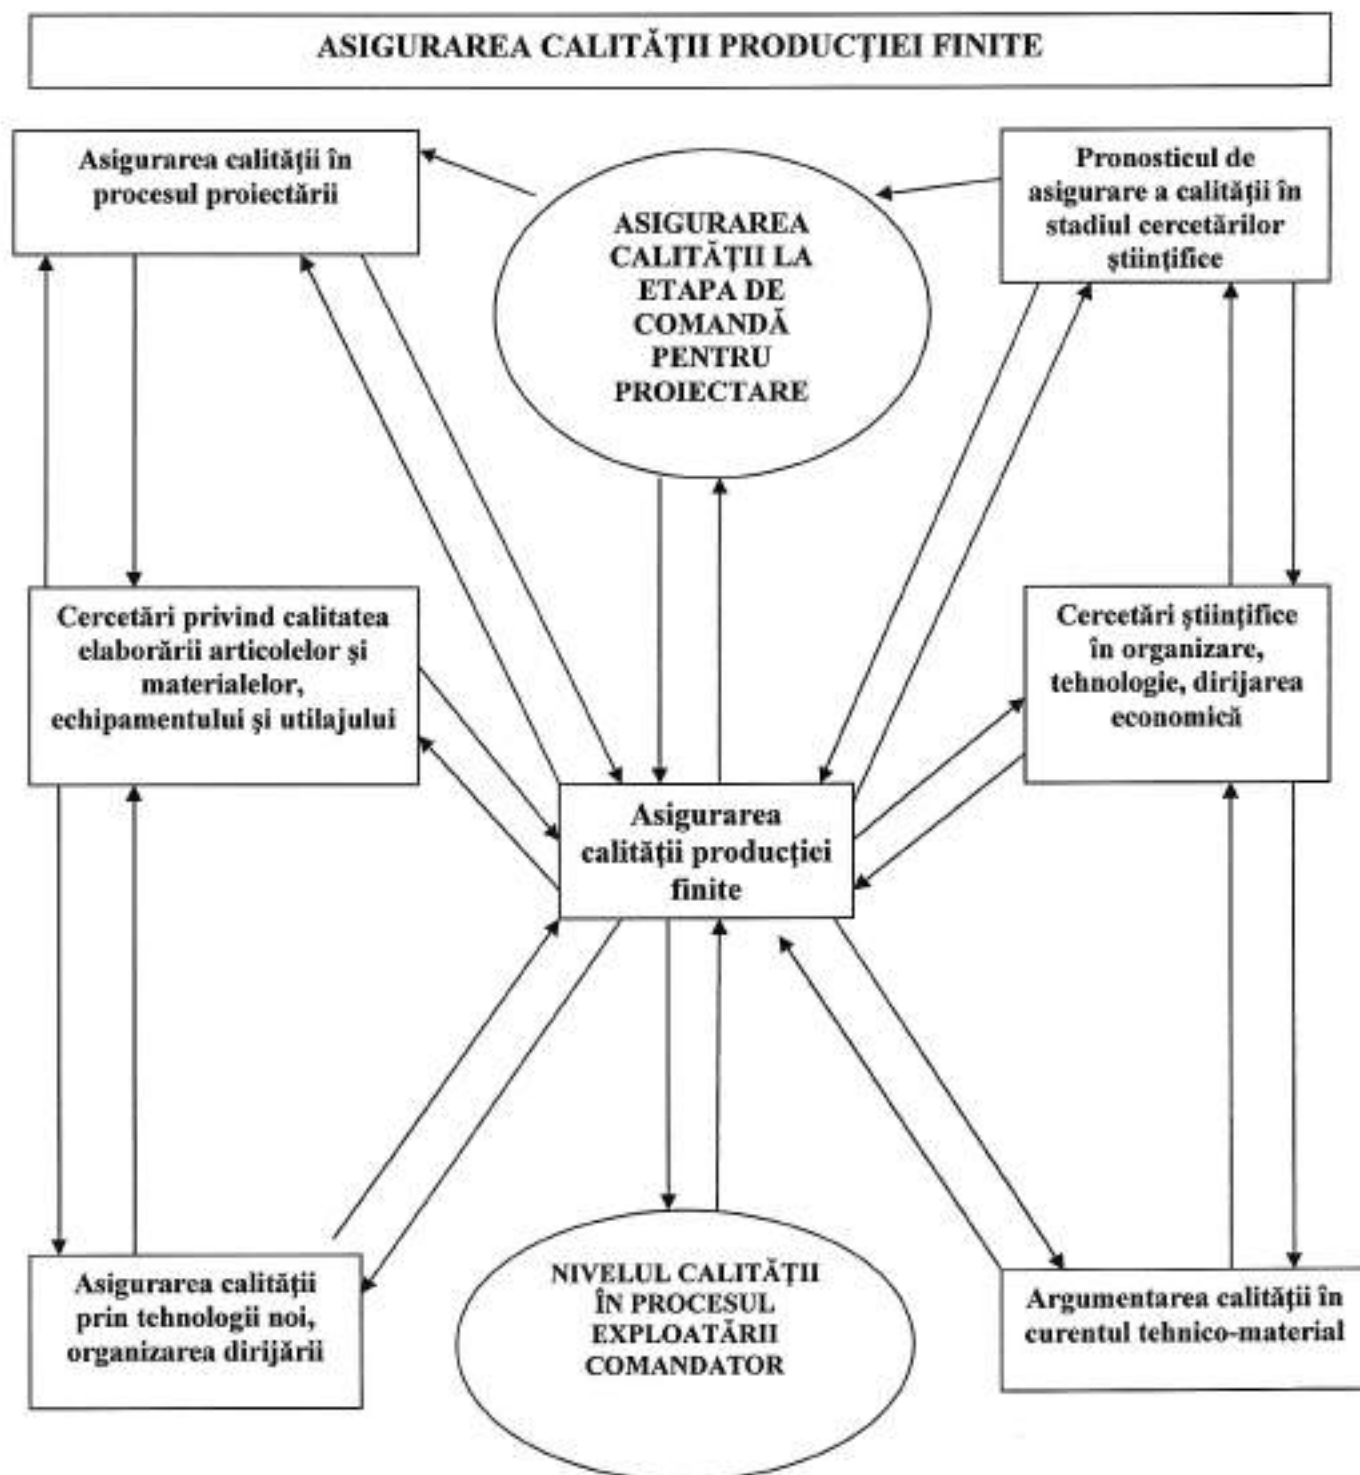 ASIGURAREA CALITĂŢII PRODUCŢIEI FINITE
Asigurarea calităţii în
procesul proiectării
ASIGURAREA
CALITĂŢII LA
ETAPA DE
COMANDĂ
PENTRU
PROIECTARE
Pronosticul de
asigurare a calităţii în
stadiul cercetărilor
ştiinţifice
Cercetări privind calitatea
elaborării articolelor şi
materialelor,
echipamentului şi utilajului
Cercetări ştiinţifice
în organizare,
tehnologie, dirijarea
economică
Asigurarea
calităţii producţiei
finite
Asigurarea calităţii
prin tehnologii noi,
organizarea dirijării
NIVELUL CALITĂŢII
ÎN PROCESUL
EXPLOATĂRII
COMANDATOR
Argumentarea calităţii în
curentul tehnico-material